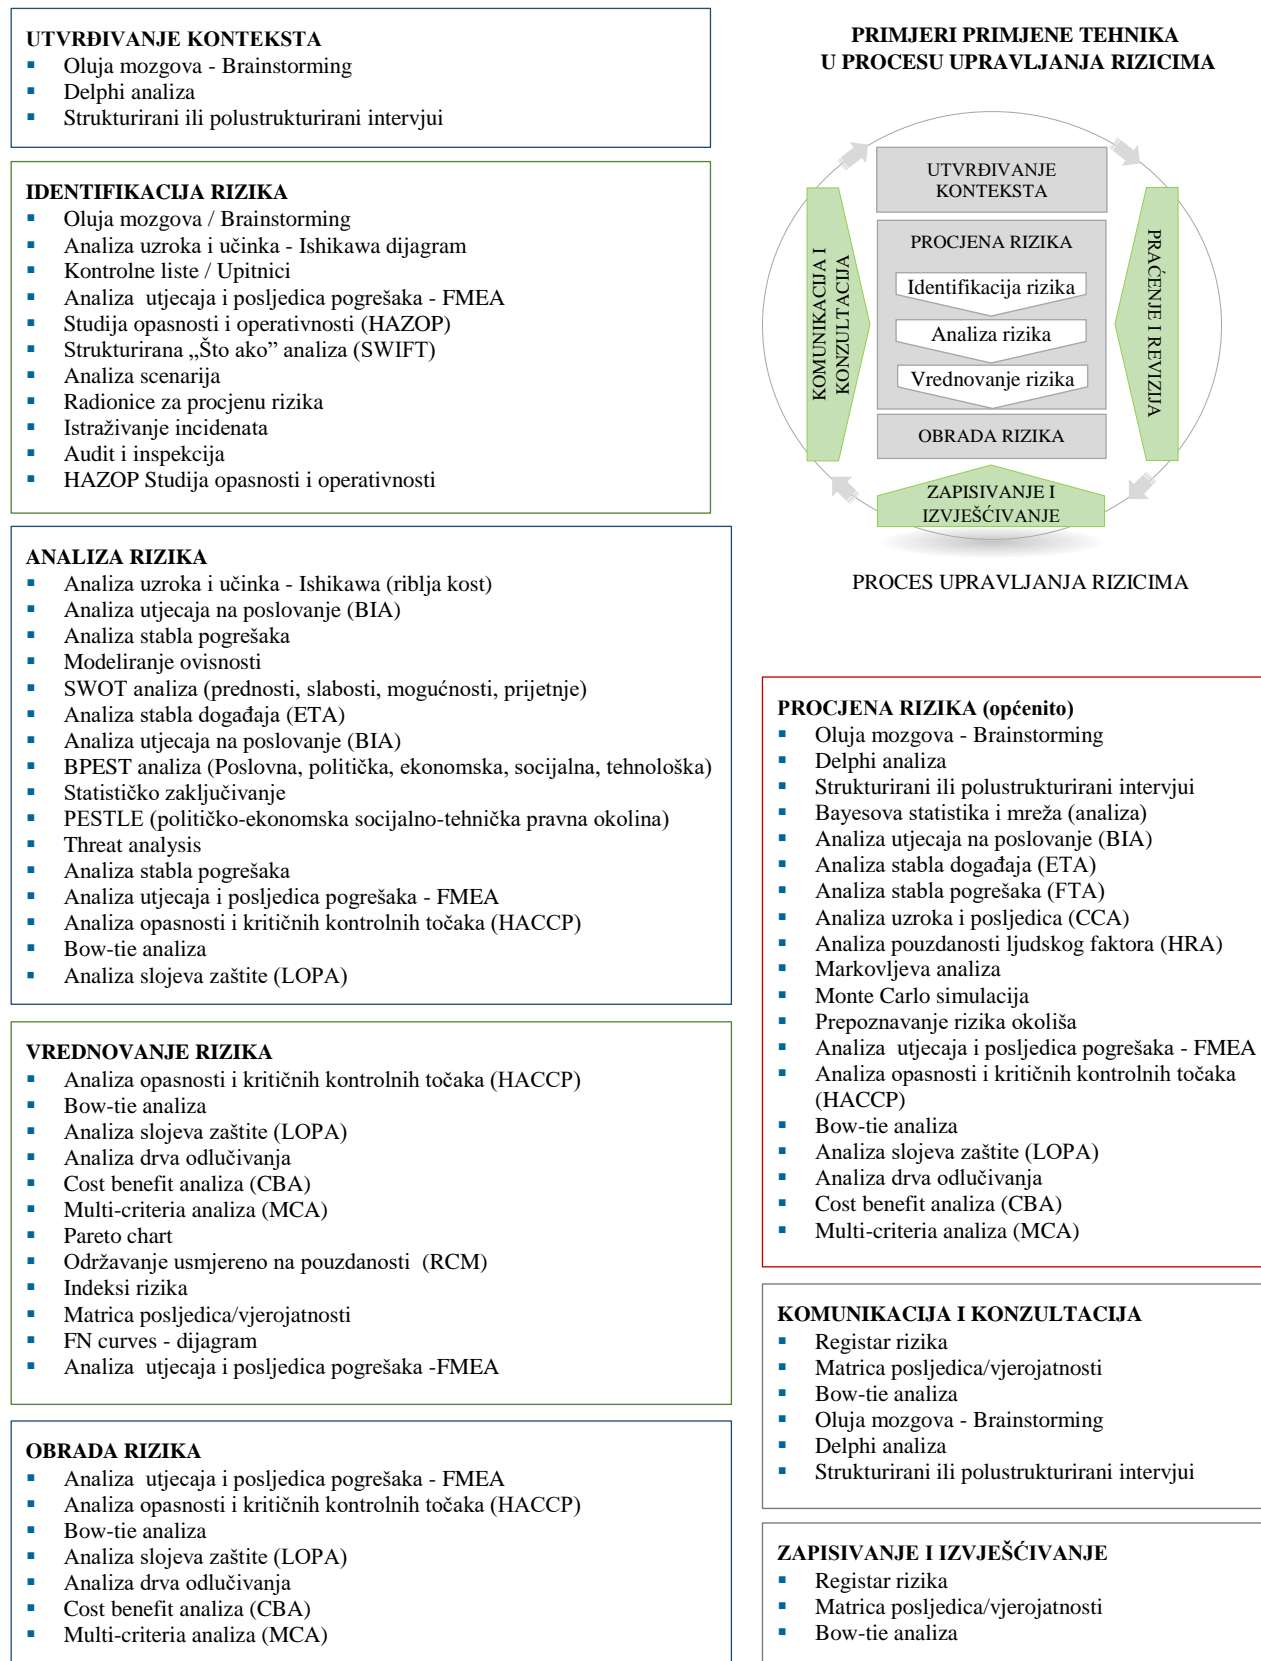 UTVRĐIVANJE KONTEKSTA
▪ Oluja mozgova - Brainstorming
▪ Delphi analiza
▪ Strukturirani ili polustrukturirani intervjui
IDENTIFIKACIJA RIZIKA
▪ Oluja mozgova / Brainstorming
▪ Analiza uzroka i učinka - Ishikawa dijagram
▪ Kontrolne liste / Upitnici
▪ Analiza  utjecaja i posljedica pogrešaka - FMEA
▪ Studija opasnosti i operativnosti (HAZOP)
▪ Strukturirana „Što ako” analiza (SWIFT)
▪ Analiza scenarija
▪ Radionice za procjenu rizika
▪ Istraživanje incidenata
▪ Audit i inspekcija
▪ HAZOP Studija opasnosti i operativnosti
ANALIZA RIZIKA
▪ Analiza uzroka i učinka - Ishikawa (riblja kost)
▪ Analiza utjecaja na poslovanje (BIA)
▪ Analiza stabla pogrešaka
▪ Modeliranje ovisnosti
▪ SWOT analiza (prednosti, slabosti, mogućnosti, prijetnje)
▪ Analiza stabla događaja (ETA)
▪ Analiza utjecaja na poslovanje (BIA)
▪ BPEST analiza (Poslovna, politička, ekonomska, socijalna, tehnološka)
▪ Statističko zaključivanje
▪ PESTLE (političko-ekonomska socijalno-tehnička pravna okolina)
▪ Threat analysis
▪ Analiza stabla pogrešaka
▪ Analiza utjecaja i posljedica pogrešaka - FMEA
▪ Analiza opasnosti i kritičnih kontrolnih točaka (HACCP)
▪ Bow-tie analiza
▪ Analiza slojeva zaštite (LOPA)
VREDNOVANJE RIZIKA
▪ Analiza opasnosti i kritičnih kontrolnih točaka (HACCP)
▪ Bow-tie analiza
▪ Analiza slojeva zaštite (LOPA)
▪ Analiza drva odlučivanja
▪ Cost benefit analiza (CBA)
▪ Multi-criteria analiza (MCA)
▪ Pareto chart
▪ Održavanje usmjereno na pouzdanosti  (RCM)
▪ Indeksi rizika
▪ Matrica posljedica/vjerojatnosti
▪ FN curves - dijagram
▪ Analiza  utjecaja i posljedica pogrešaka -FMEA
OBRADA RIZIKA
▪ Analiza  utjecaja i posljedica pogrešaka - FMEA
▪ Analiza opasnosti i kritičnih kontrolnih točaka (HACCP)
▪ Bow-tie analiza
▪ Analiza slojeva zaštite (LOPA)
▪ Analiza drva odlučivanja
▪ Cost benefit analiza (CBA)
▪ Multi-criteria analiza (MCA)
PRIMJERI PRIMJENE TEHNIKA
U PROCESU UPRAVLJANJA RIZICIMA
UTVRĐIVANJE
KONTEKSTA
PROCJENA RIZIKA
Identifikacija rizika
Analiza rizika
Vrednovanje rizika
OBRADA RIZIKA
KOMUNIKACIJA I
KONZULTACIJA
PRAĆENJE I REVIZIJA
ZAPISIVANJE I
IZVJEŠĆIVANJE
PROCES UPRAVLJANJA RIZICIMA
PROCJENA RIZIKA (općenito)
▪ Oluja mozgova - Brainstorming
▪ Delphi analiza
▪ Strukturirani ili polustrukturirani intervjui
▪ Bayesova statistika i mreža (analiza)
▪ Analiza utjecaja na poslovanje (BIA)
▪ Analiza stabla događaja (ETA)
▪ Analiza stabla pogrešaka (FTA)
▪ Analiza uzroka i posljedica (CCA)
▪ Analiza pouzdanosti ljudskog faktora (HRA)
▪ Markovljeva analiza
▪ Monte Carlo simulacija
▪ Prepoznavanje rizika okoliša
▪ Analiza  utjecaja i posljedica pogrešaka - FMEA
▪ Analiza opasnosti i kritičnih kontrolnih točaka
(HACCP)
▪ Bow-tie analiza
▪ Analiza slojeva zaštite (LOPA)
▪ Analiza drva odlučivanja
▪ Cost benefit analiza (CBA)
▪ Multi-criteria analiza (MCA)
KOMUNIKACIJA I KONZULTACIJA
▪ Registar rizika
▪ Matrica posljedica/vjerojatnosti
▪ Bow-tie analiza
▪ Oluja mozgova - Brainstorming
▪ Delphi analiza
▪ Strukturirani ili polustrukturirani intervjui
ZAPISIVANJE I IZVJEŠĆIVANJE
▪ Registar rizika
▪ Matrica posljedica/vjerojatnosti
▪ Bow-tie analiza